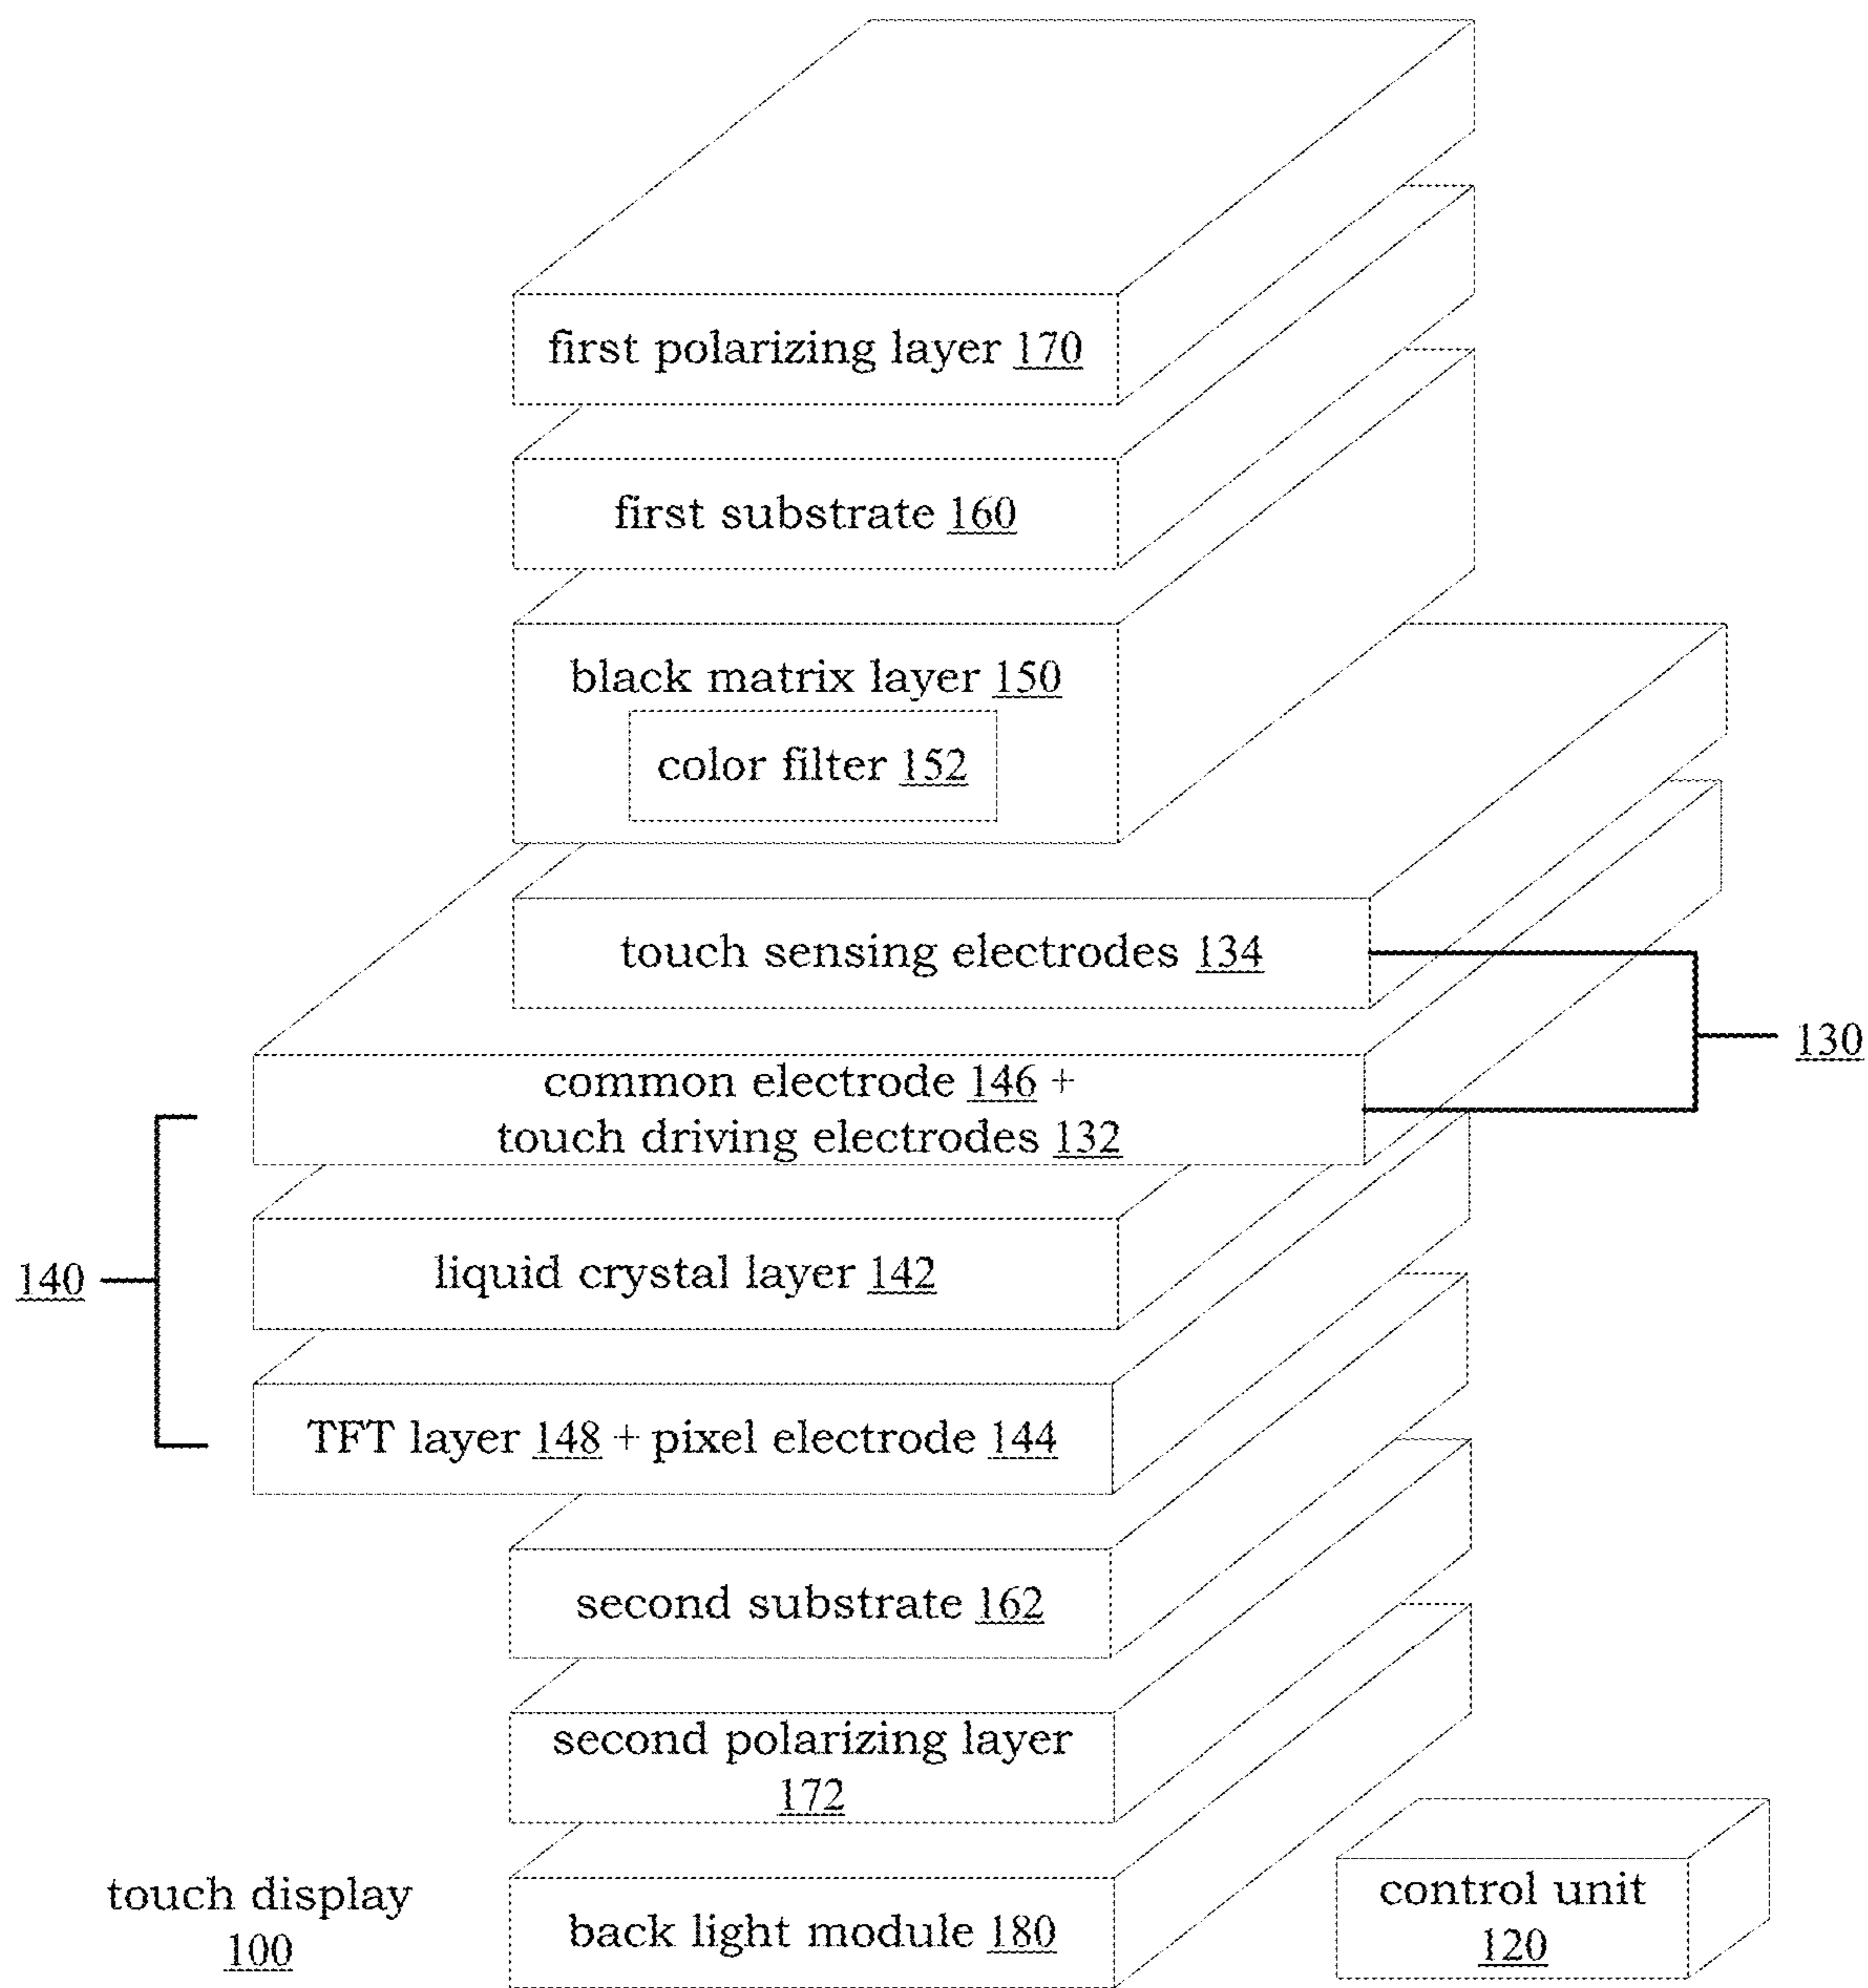 first polarizing layer 170
first substrate 160
black matrix layer 150
color filter 152
touch sensing electrodes 134
130
common electrode 146 +
touch driving electrodes 132
140
liquid crystal layer 142
TFT layer 148 + pixel electrode 144
second substrate 162
second polarizing layer
172
touch display
100
back light module 180
control unit
120